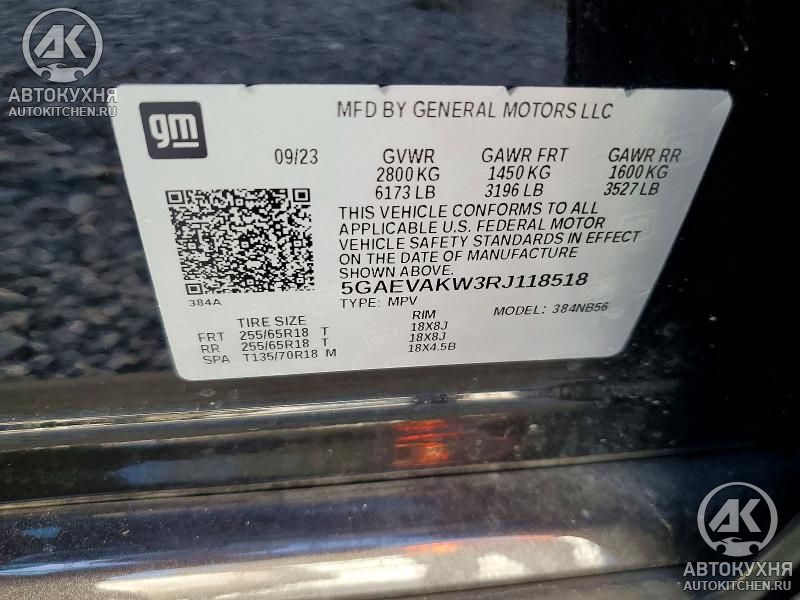 AK
АВТОКУХНЯ
AUTOKITCHEN.RU
gm
MFD BY GENERAL MOTORS LLC
09/23 GVWR GAWR FRT GAWR RR
2800 KG 1450 KG 1600 KG
6173 LB 3196 LB 3527 LB
THIS VEHICLE CONFORMS TO ALL
APPLICABLE U.S. FEDERAL MOTOR
VEHICLE SAFETY STANDARDS IN EFFECT
ON THE DATE OF MANUFACTURE
SHOWN ABOVE.
384A
5GAEVAKW3RJ118518
TYPE: MPV MODEL: 384NB56
TIRE SIZE RIM
FRT 255/65R18 T 18X8J
RR 255/65R18 T 18X8J
SPA T135/70R18 M 18X4.5B
AK
АВТОКУХНЯ
AUTOKITCHEN.RU